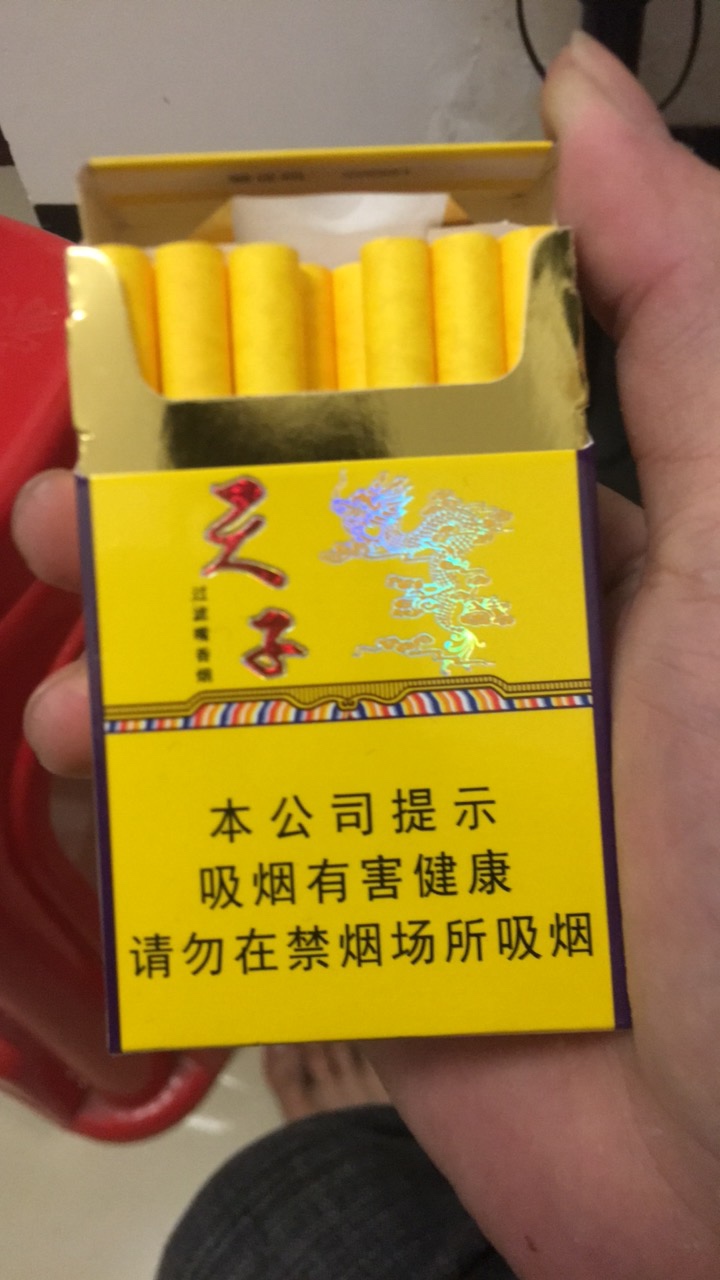 天子
过滤嘴香烟
本公司提示
吸烟有害健康
请勿在禁烟场所吸烟